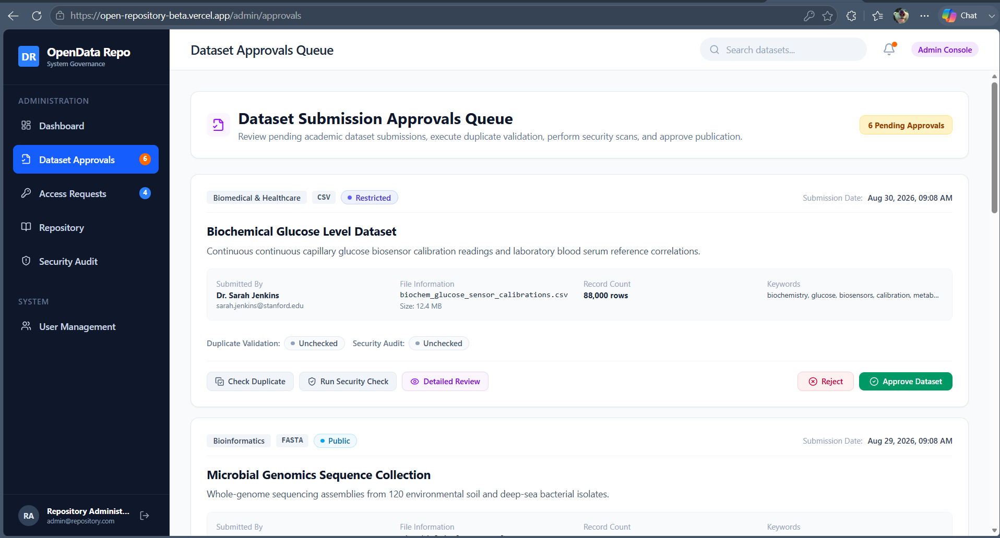 https://open-repository-beta.vercel.app/admin/approvals
Chat
DR
OpenData Repo
System Governance
ADMINISTRATION
Dashboard
Dataset Approvals
6
Access Requests
4
Repository
Security Audit
SYSTEM
User Management
RA
Repository Administ...
admin@repository.com
Dataset Approvals Queue
Search datasets...
Admin Console
Dataset Submission Approvals Queue
Review pending academic dataset submissions, execute duplicate validation, perform security scans, and approve publication.
6 Pending Approvals
Biomedical & Healthcare
CSV
Restricted
Submission Date: Aug 30, 2026, 09:08 AM
Biochemical Glucose Level Dataset
Continuous continuous capillary glucose biosensor calibration readings and laboratory blood serum reference correlations.
Submitted By
Dr. Sarah Jenkins
sarah.jenkins@stanford.edu
File Information
biochem_glucose_sensor_calibrations.csv
Size: 12.4 MB
Record Count
88,000 rows
Keywords
biochemistry, glucose, biosensors, calibration, metab...
Duplicate Validation: Unchecked Security Audit: Unchecked
Check Duplicate
Run Security Check
Detailed Review
Reject
Approve Dataset
Bioinformatics
FASTA
Public
Submission Date: Aug 29, 2026, 09:08 AM
Microbial Genomics Sequence Collection
Whole-genome sequencing assemblies from 120 environmental soil and deep-sea bacterial isolates.
Submitted By
File Information
Record Count
Keywords